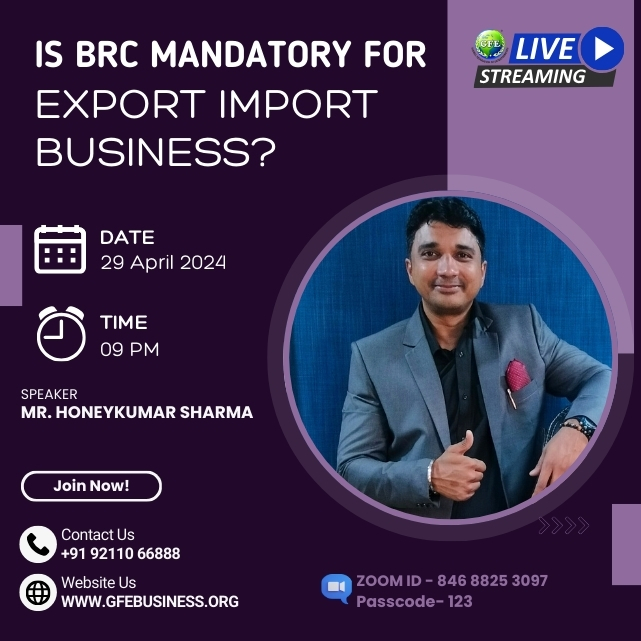 IS BRC MANDATORY FOR
EXPORT IMPORT
BUSINESS?
GFE
LIVE
STREAMING
DATE
29 April 2024
TIME
09 PM
SPEAKER
MR. HONEYKUMAR SHARMA
Join Now!
Contact Us
+91 92110 66888
Website Us
WWW.GFEBUSINESS.ORG
ZOOM ID - 846 8825 3097
Passcode- 123